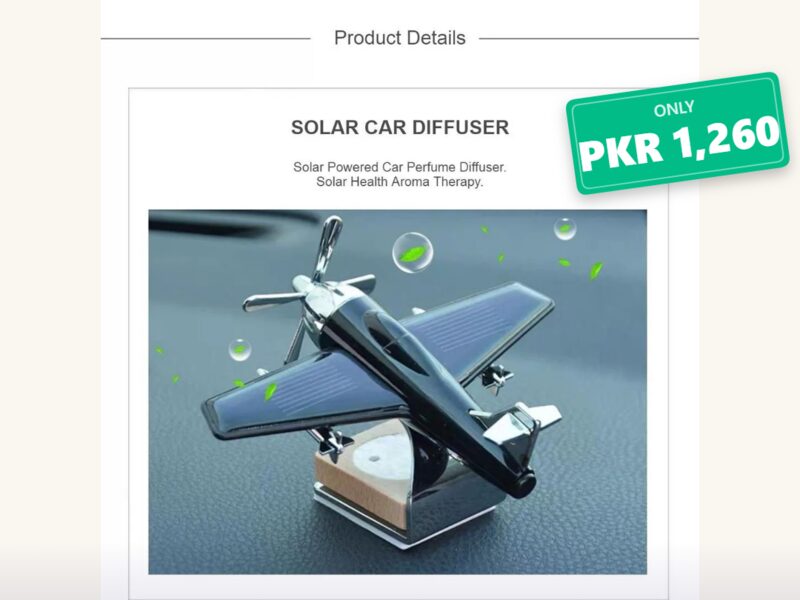 Product Details
ONLY
PKR 1,260
SOLAR CAR DIFFUSER
Solar Powered Car Perfume Diffuser.
Solar Health Aroma Therapy.